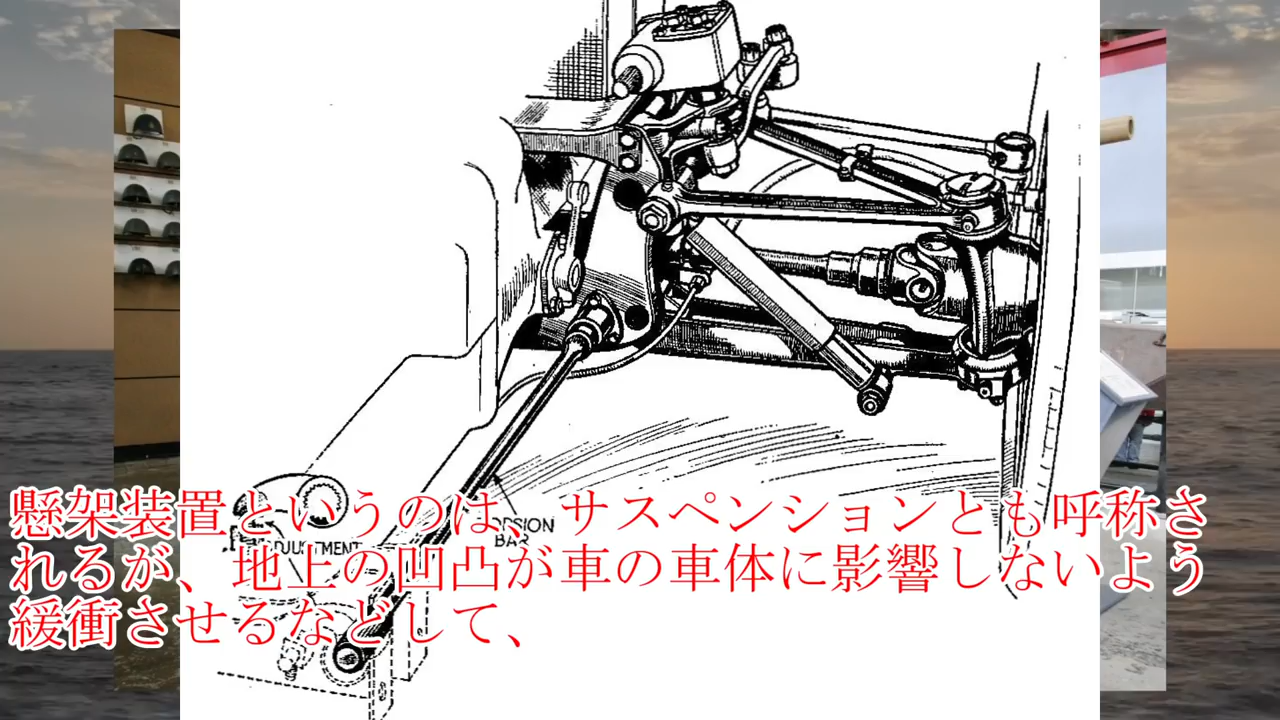 懸架装置というのは、サスペンションとも呼称さ
れるが、地上の凹凸が車の車体に影響しないよう
緩衝させるなどして、
BAR